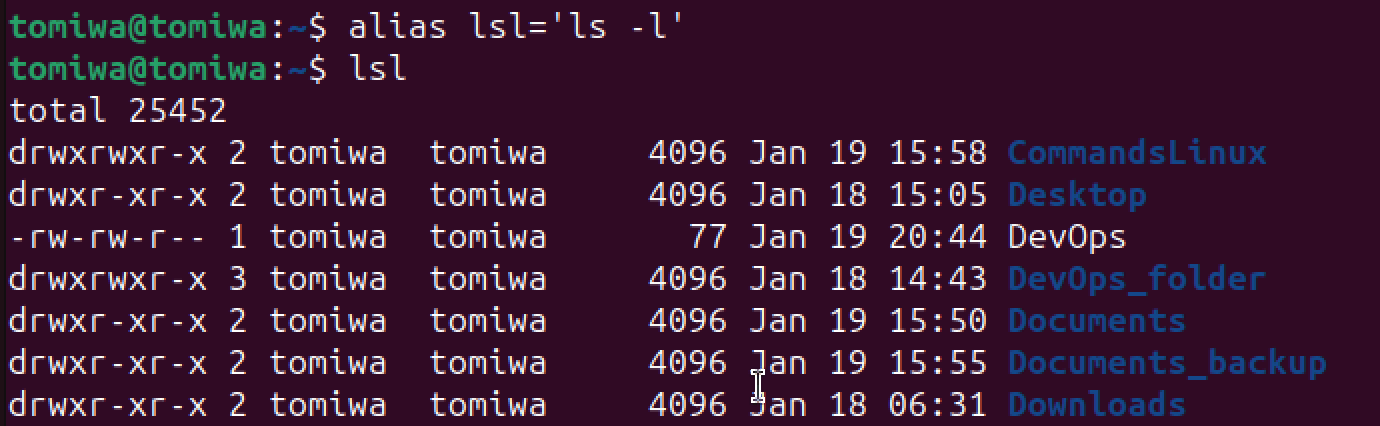 tomiwa@tomiwa:~$ alias lsl='ls -l'
tomiwa@tomiwa:~$ lsl
total 25452
drwxrwxr-x 2 tomiwa  tomiwa     4096 Jan 19 15:58 CommandsLinux
drwxr-xr-x 2 tomiwa  tomiwa     4096 Jan 18 15:05 Desktop
-rw-rw-r-- 1 tomiwa  tomiwa       77 Jan 19 20:44 DevOps
drwxrwxr-x 3 tomiwa  tomiwa     4096 Jan 18 14:43 DevOps_folder
drwxr-xr-x 2 tomiwa  tomiwa     4096 Jan 19 15:50 Documents
drwxr-xr-x 2 tomiwa  tomiwa     4096 Jan 19 15:55 Documents_backup
drwxr-xr-x 2 tomiwa  tomiwa     4096 Jan 18 06:31 Downloads